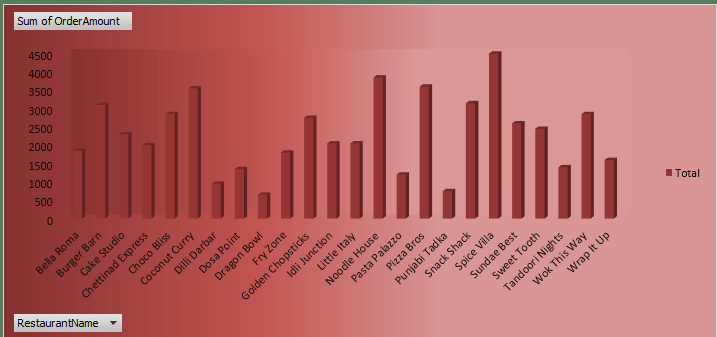 Sum of OrderAmount
4500
4000
3500
3000
2500
2000
1500
1000
500
0
Bella Roma
Burger Barn
Cake Studio
Chettinad Express
Choco Bliss
Coconut Curry
Dilli Darbar
Dosa Point
Dragon Bowl
Fry Zone
Golden Chopsticks
Idli Junction
Little Italy
Noodle House
Pasta Palazzo
Pizza Bros
Punjabi Tadka
Snack Shack
Spice Villa
Sundae Best
Sweet Tooth
Tandoori Nights
Wok This Way
Wrap It Up
Total
RestaurantName